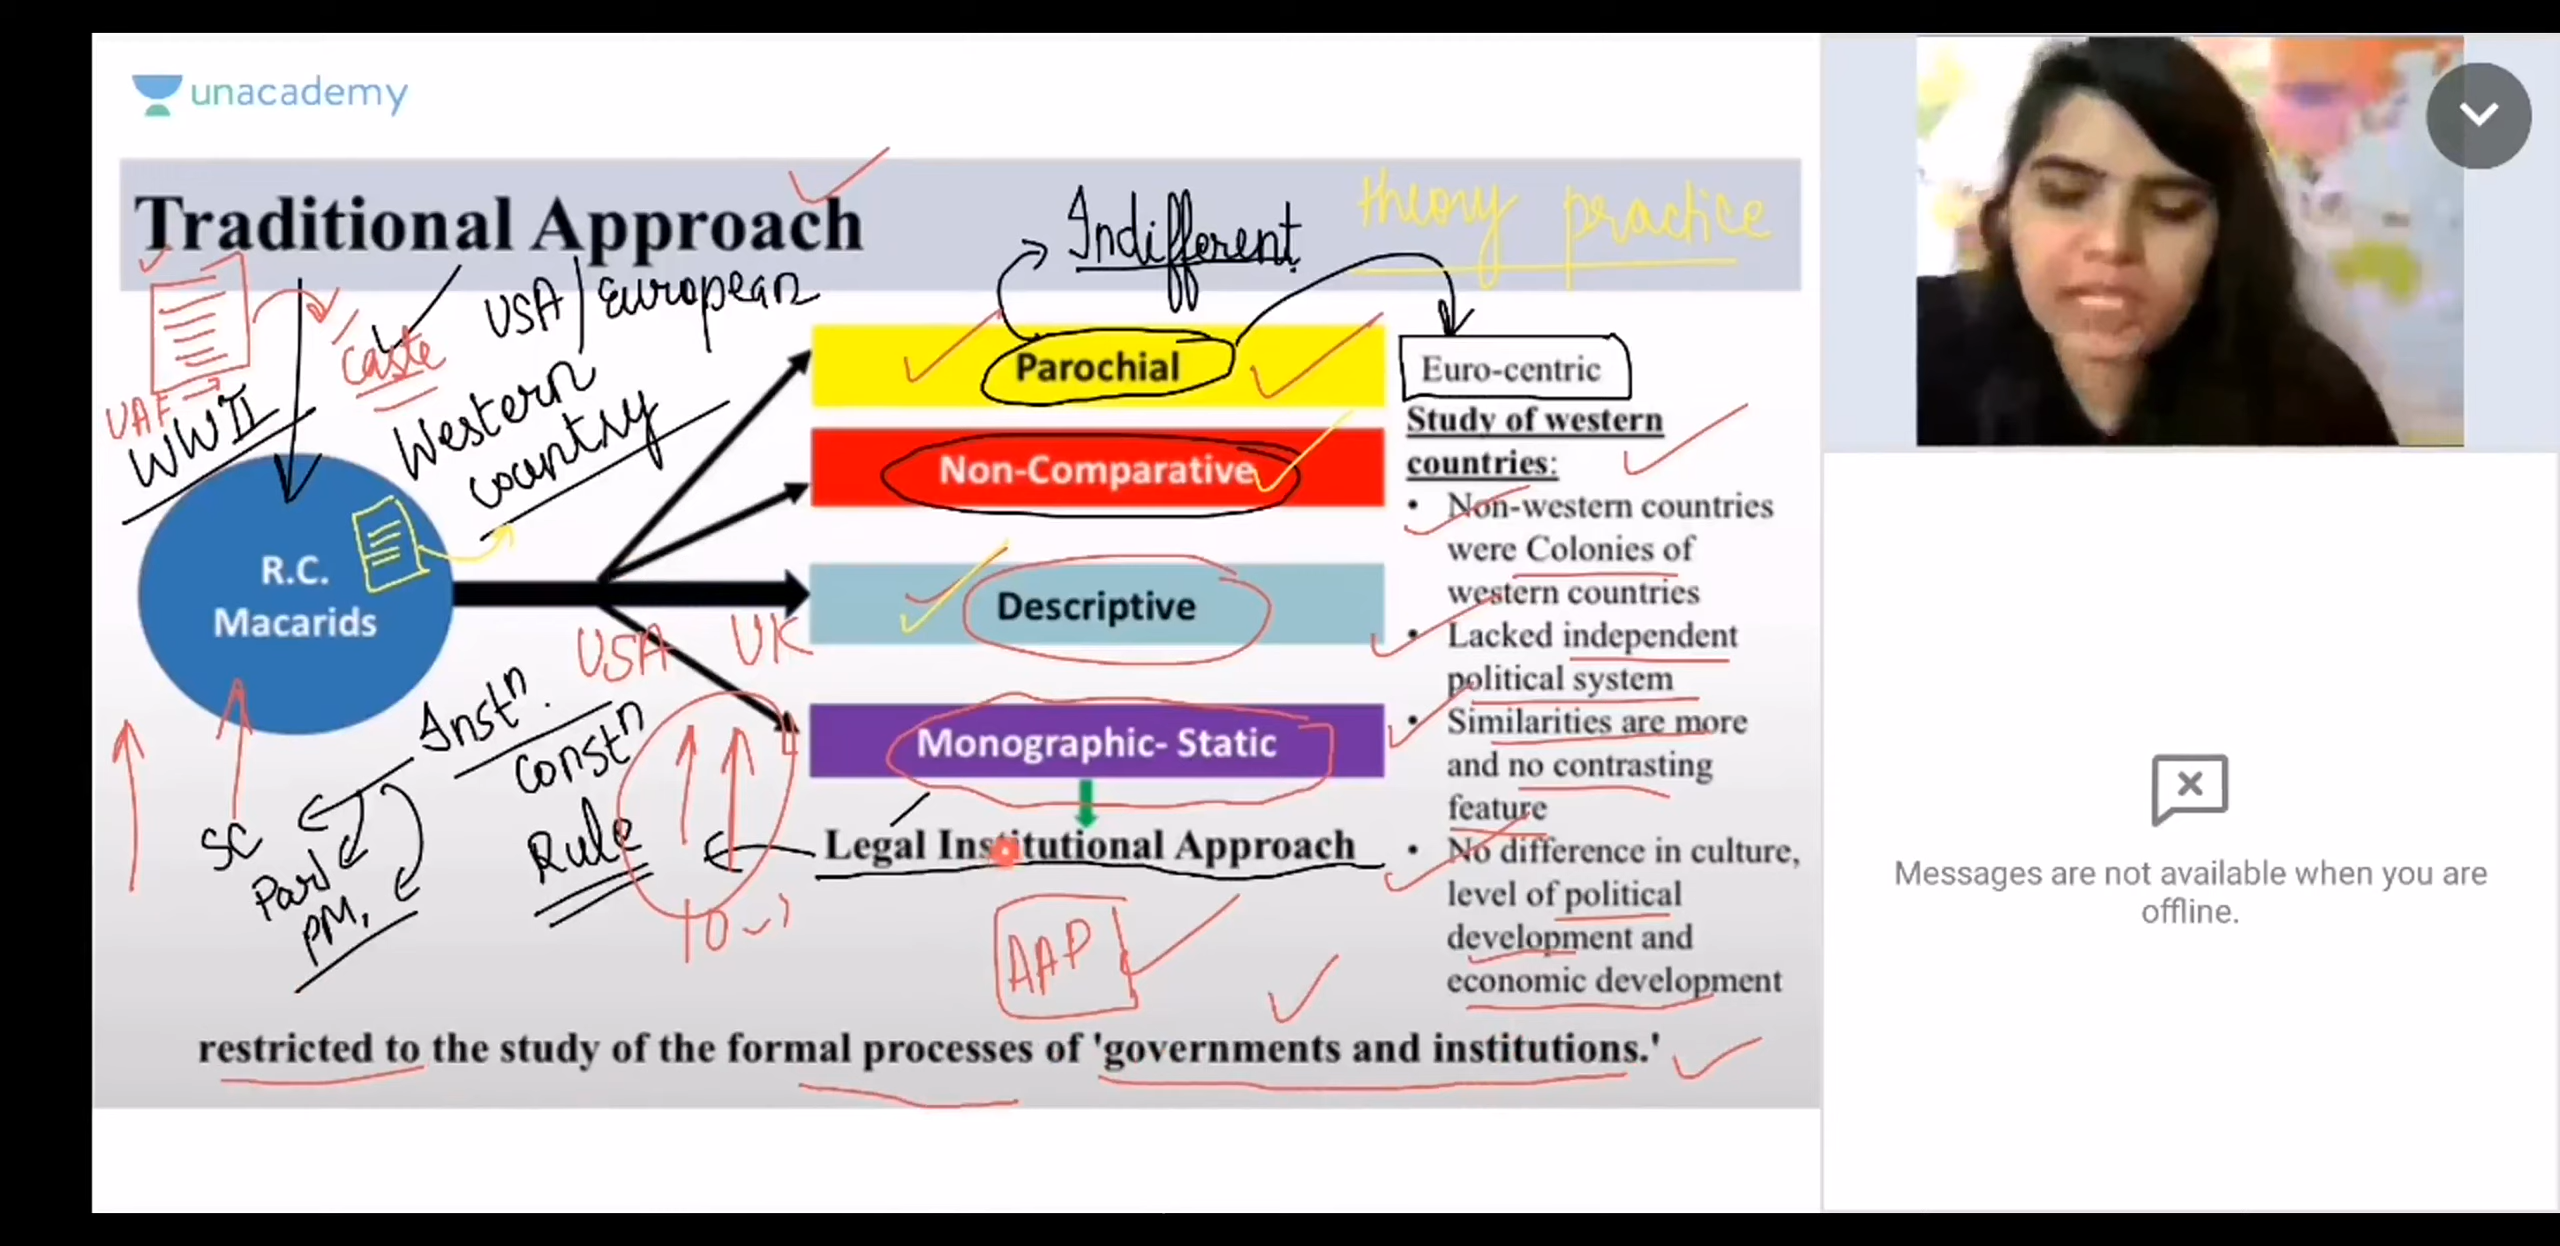 unacademy
Traditional Approach
Indifferent
theory practice
USA/European
Caste
Western
country
UAF
WW II
Parochial
Euro-centric
Non-Comparative
Study of western
countries:
• Non-western countries
were Colonies of
western countries
R.C.
Macarids
Descriptive
• Lacked independent
political system
USA UK
Instn.
Constn
Rule
Monographic- Static
• Similarities are more
and no contrasting
feature
SC
Parl
PM,
Legal Institutional Approach
• No difference in culture,
level of political
development and
economic development
AAP
restricted to the study of the formal processes of 'governments and institutions.'
Messages are not available when you are
offline.